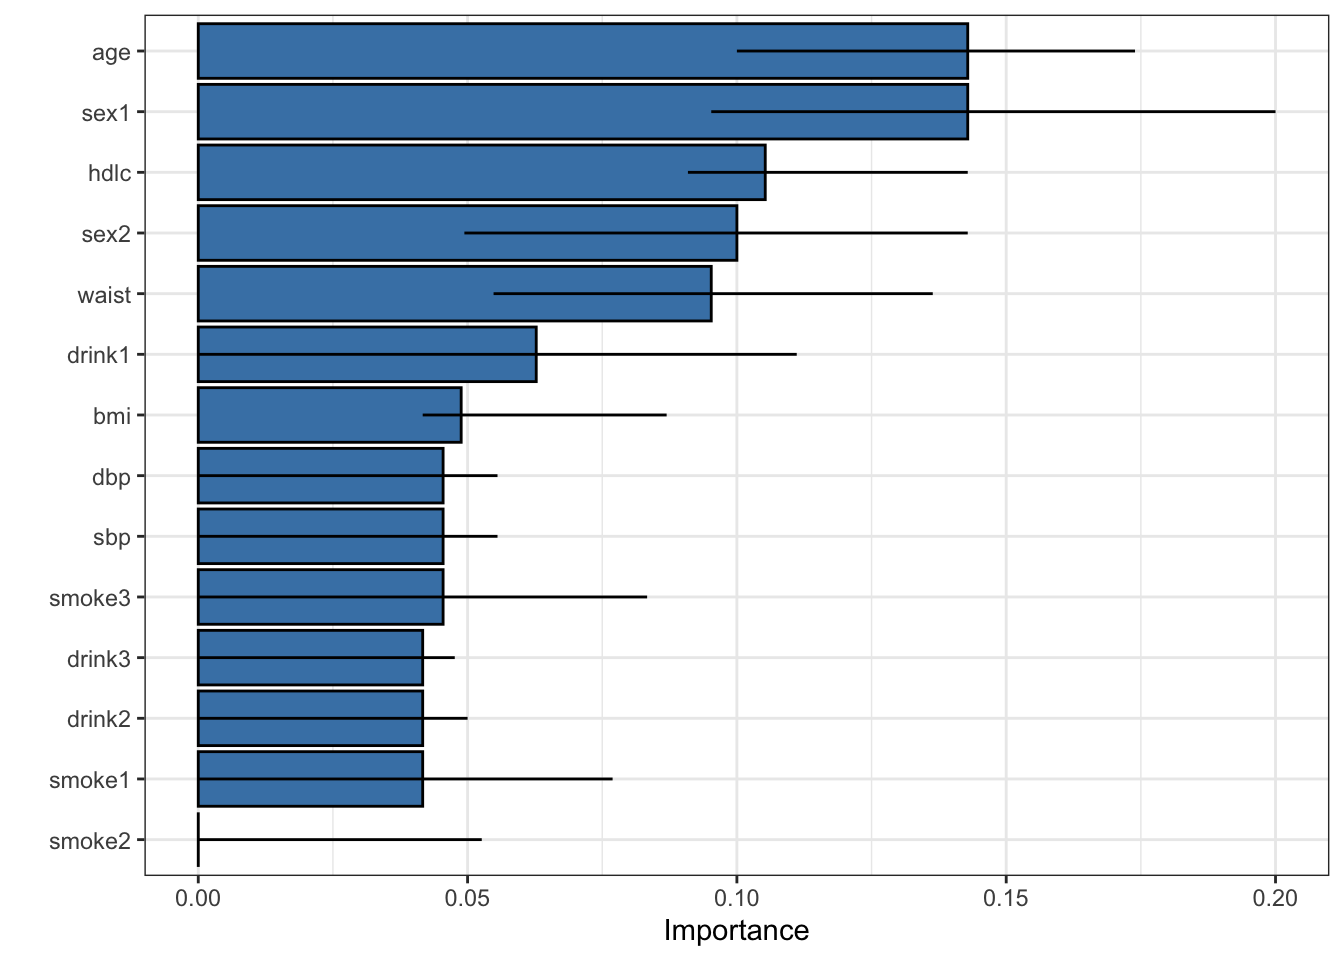 age
sex1
hdlc
sex2
waist
drink1
bmi
dbp
sbp
smoke3
drink3
drink2
smoke1
smoke2
0.00 0.05 0.10 0.15 0.20
Importance